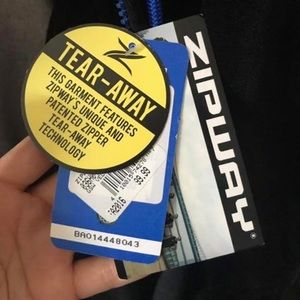 TEAR-AWAY
THIS GARMENT FEATURES
ZIPWAY'S UNIQUE AND
PATENTED ZIPPER
TEAR-AWAY
TECHNOLOGY
ZIPWAY
BA014448043